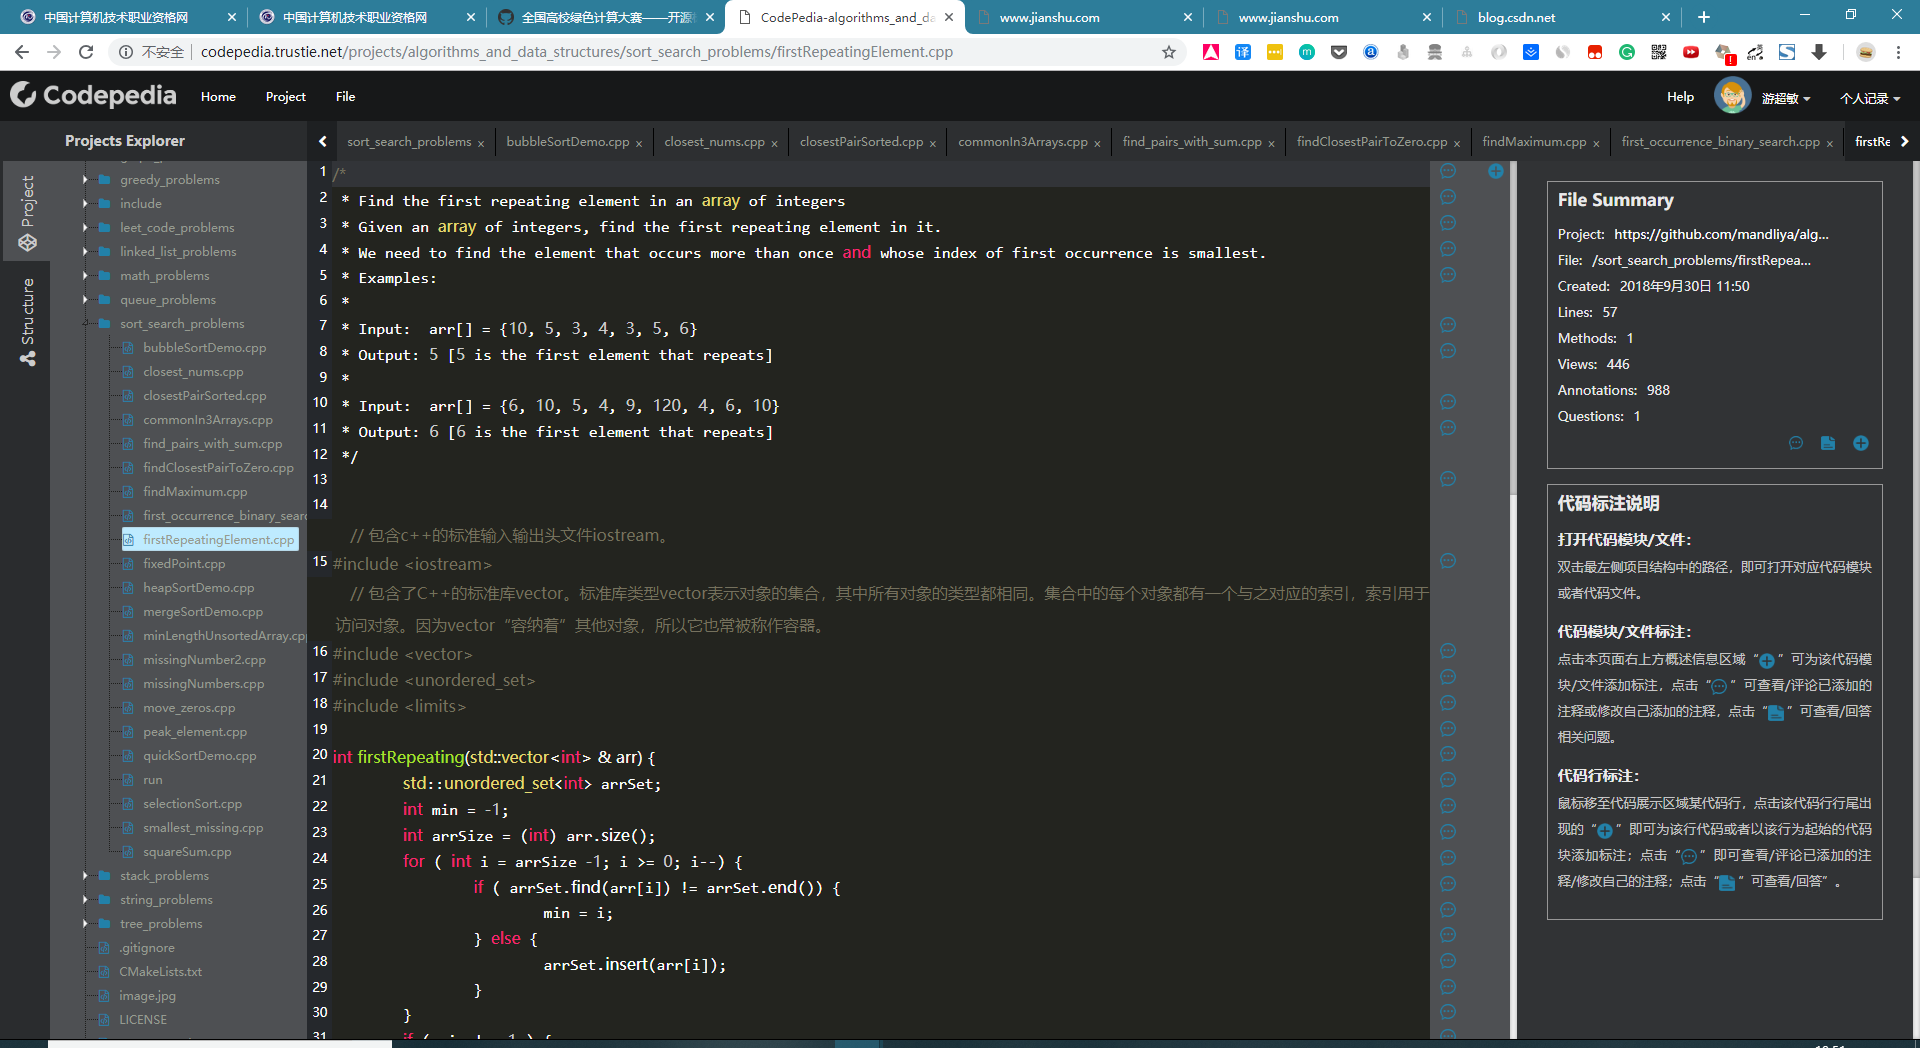 中国计算机技术职业资格网
中国计算机技术职业资格网
全国高校绿色计算大赛——开源
CodePedia-algorithms_and_da
www.jianshu.com
www.jianshu.com
blog.csdn.net
不安全
codepedia.trustie.net/projects/algorithms_and_data_structures/sort_search_problems/firstRepeatingElement.cpp
Codepedia
Home
Project
File
Help
游超敏
个人记录
Projects Explorer
sort_search_problems
bubbleSortDemo.cpp
closest_nums.cpp
closestPairSorted.cpp
commonIn3Arrays.cpp
find_pairs_with_sum.cpp
findClosestPairToZero.cpp
findMaximum.cpp
first_occurrence_binary_search.cpp
firstRe
Project
Structure
greedy_problems
include
leet_code_problems
linked_list_problems
math_problems
queue_problems
sort_search_problems
bubbleSortDemo.cpp
closest_nums.cpp
closestPairSorted.cpp
commonIn3Arrays.cpp
find_pairs_with_sum.cpp
findClosestPairToZero.cpp
findMaximum.cpp
first_occurrence_binary_searc
firstRepeatingElement.cpp
fixedPoint.cpp
heapSortDemo.cpp
mergeSortDemo.cpp
minLengthUnsortedArray.cpp
missingNumber2.cpp
missingNumbers.cpp
move_zeros.cpp
peak_element.cpp
quickSortDemo.cpp
run
selectionSort.cpp
smallest_missing.cpp
squareSum.cpp
stack_problems
string_problems
tree_problems
.gitignore
CMakeLists.txt
image.jpg
LICENSE
1 /*
2 * Find the first repeating element in an array of integers
3 * Given an array of integers, find the first repeating element in it.
4 * We need to find the element that occurs more than once and whose index of first occurrence is smallest.
5 * Examples:
6 *
7 * Input:  arr[] = {10, 5, 3, 4, 3, 5, 6}
8 * Output: 5 [5 is the first element that repeats]
9 *
10 * Input:  arr[] = {6, 10, 5, 4, 9, 120, 4, 6, 10}
11 * Output: 6 [6 is the first element that repeats]
12 */
13
14
// 包含c++的标准输入输出头文件iostream。
15 #include <iostream>
// 包含了C++的标准库vector。标准库类型vector表示对象的集合，其中所有对象的类型都相同。集合中的每个对象都有一个与之对应的索引，索引用于
访问对象。因为vector“容纳着”其他对象，所以它也常被称作容器。
16 #include <vector>
17 #include <unordered_set>
18 #include <limits>
19
20 int firstRepeating(std::vector<int> & arr) {
21 std::unordered_set<int> arrSet;
22 int min = -1;
23 int arrSize = (int) arr.size();
24 for ( int i = arrSize -1; i >= 0; i--) {
25 if ( arrSet.find(arr[i]) != arrSet.end()) {
26 min = i;
27 } else {
28 arrSet.insert(arr[i]);
29 }
30 }
31
File Summary
Project: https://github.com/mandliya/alg...
File: /sort_search_problems/firstRepea...
Created: 2018年9月30日 11:50
Lines: 57
Methods: 1
Views: 446
Annotations: 988
Questions: 1
代码标注说明
打开代码模块/文件：
双击最左侧项目结构中的路径，即可打开对应代码模块
或者代码文件。
代码模块/文件标注：
点击本页面右上方概述信息区域“ ”可为该代码模
块/文件添加标注，点击“ ”可查看/评论已添加的
注释或修改自己添加的注释，点击“ ”可查看/回答
相关问题。
代码行标注：
鼠标移至代码展示区域某代码行，点击该代码行行尾出
现的“ ”即可为该行代码或者以该行为起始的代码
块添加标注；点击“ ”即可查看/评论已添加的注
释/修改自己的注释；点击“ ”可查看/回答”。